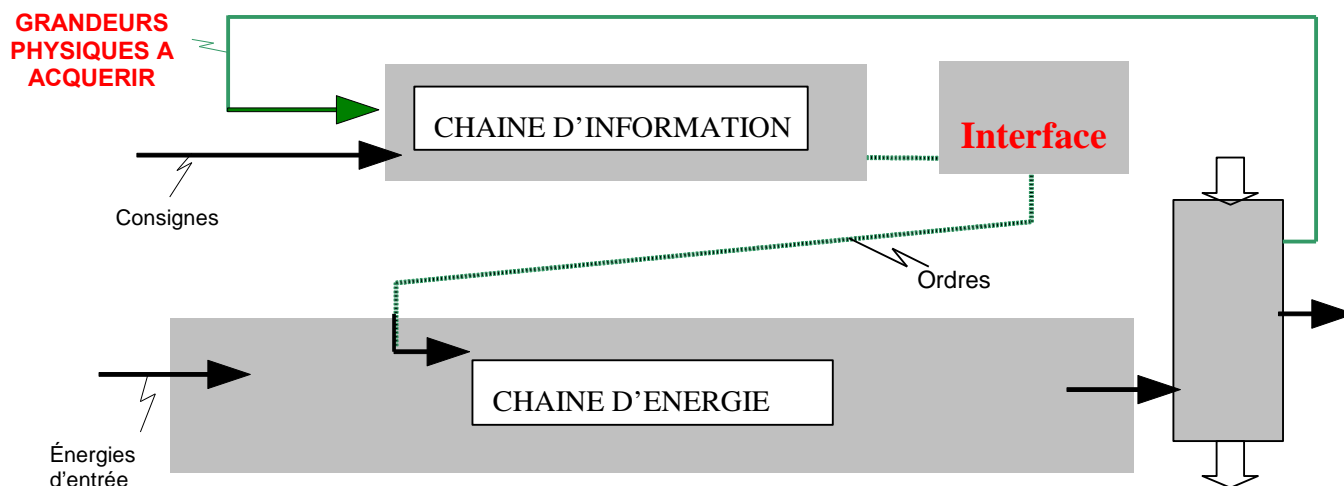 GRANDEURS
PHYSIQUES A
ACQUERIR
CHAINE D’INFORMATION
Interface
Consignes
Ordres
CHAINE D’ENERGIE
Énergies
d’entrée